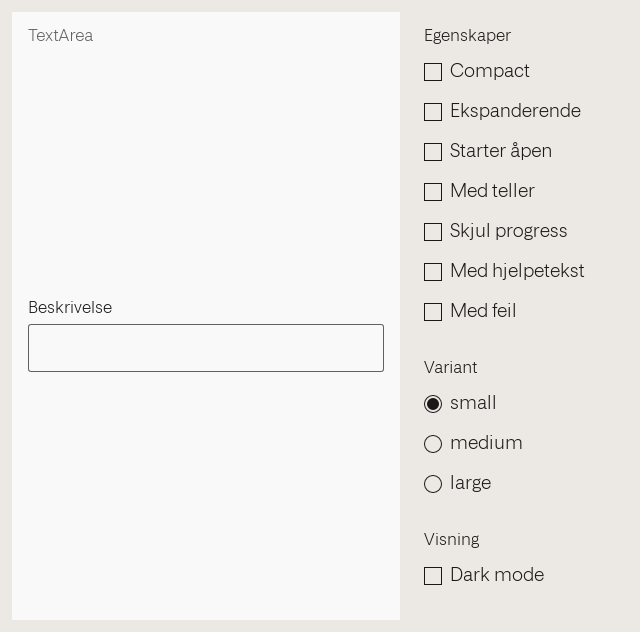 TextArea
Beskrivelse
Egenskaper
Compact
Ekspanderende
Starter åpen
Med teller
Skjul progress
Med hjelpetekst
Med feil
Variant
small
medium
large
Visning
Dark mode